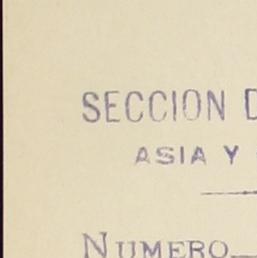 SECCION D
ASIA Y
NUMERO